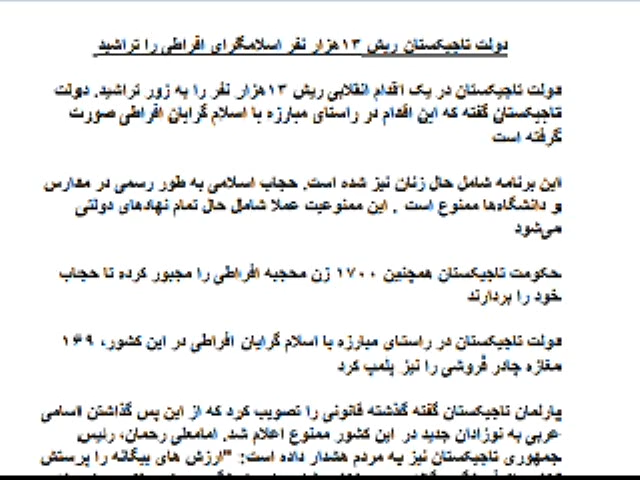 دولت تاجیکستان ریش ۱۳هزار نفر اسلامگرای افراطی را تراشید
دولت تاجیکستان در یک اقدام انقلابی ریش ۱۳هزار نفر را به زور تراشید. دولت
تاجیکستان گفته که این اقدام در راستای مبارزه با اسلام گرایان افراطی صورت
گرفته است
این برنامه شامل حال زنان نیز شده است. حجاب اسلامی به طور رسمی در مدارس
و دانشگاهها ممنوع است . این ممنوعیت عملا شامل حال تمام نهادهای دولتی
می‌شود
حکومت تاجیکستان همچنین ۱۷۰۰ زن محجبه افراطی را مجبور کرده تا حجاب
خود را بردارند
دولت تاجیکستان در راستای مبارزه با اسلام گرایان افراطی در این کشور، ۱۶۹
مغازه چادر فروشی را نیز پلمپ کرد
پارلمان تاجیکستان گفته گذشته قانونی را تصویب کرد که از این پس گذاشتن اسامی
عربی به نوزادان جدید در این کشور ممنوع اعلام شد. امامعلی رحمان، رئیس
جمهوری تاجیکستان نیز به مردم هشدار داده است: "ارزش های بیگانه را پرستش